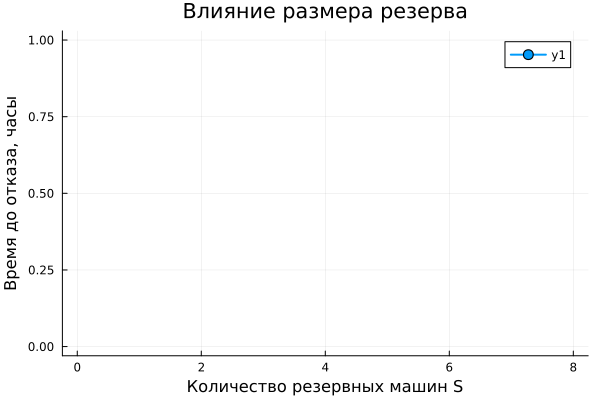 Влияние размера резерва
y1
Время до отказа, часы
1.00
0.75
0.50
0.25
0.00
0 2 4 6 8
Количество резервных машин S